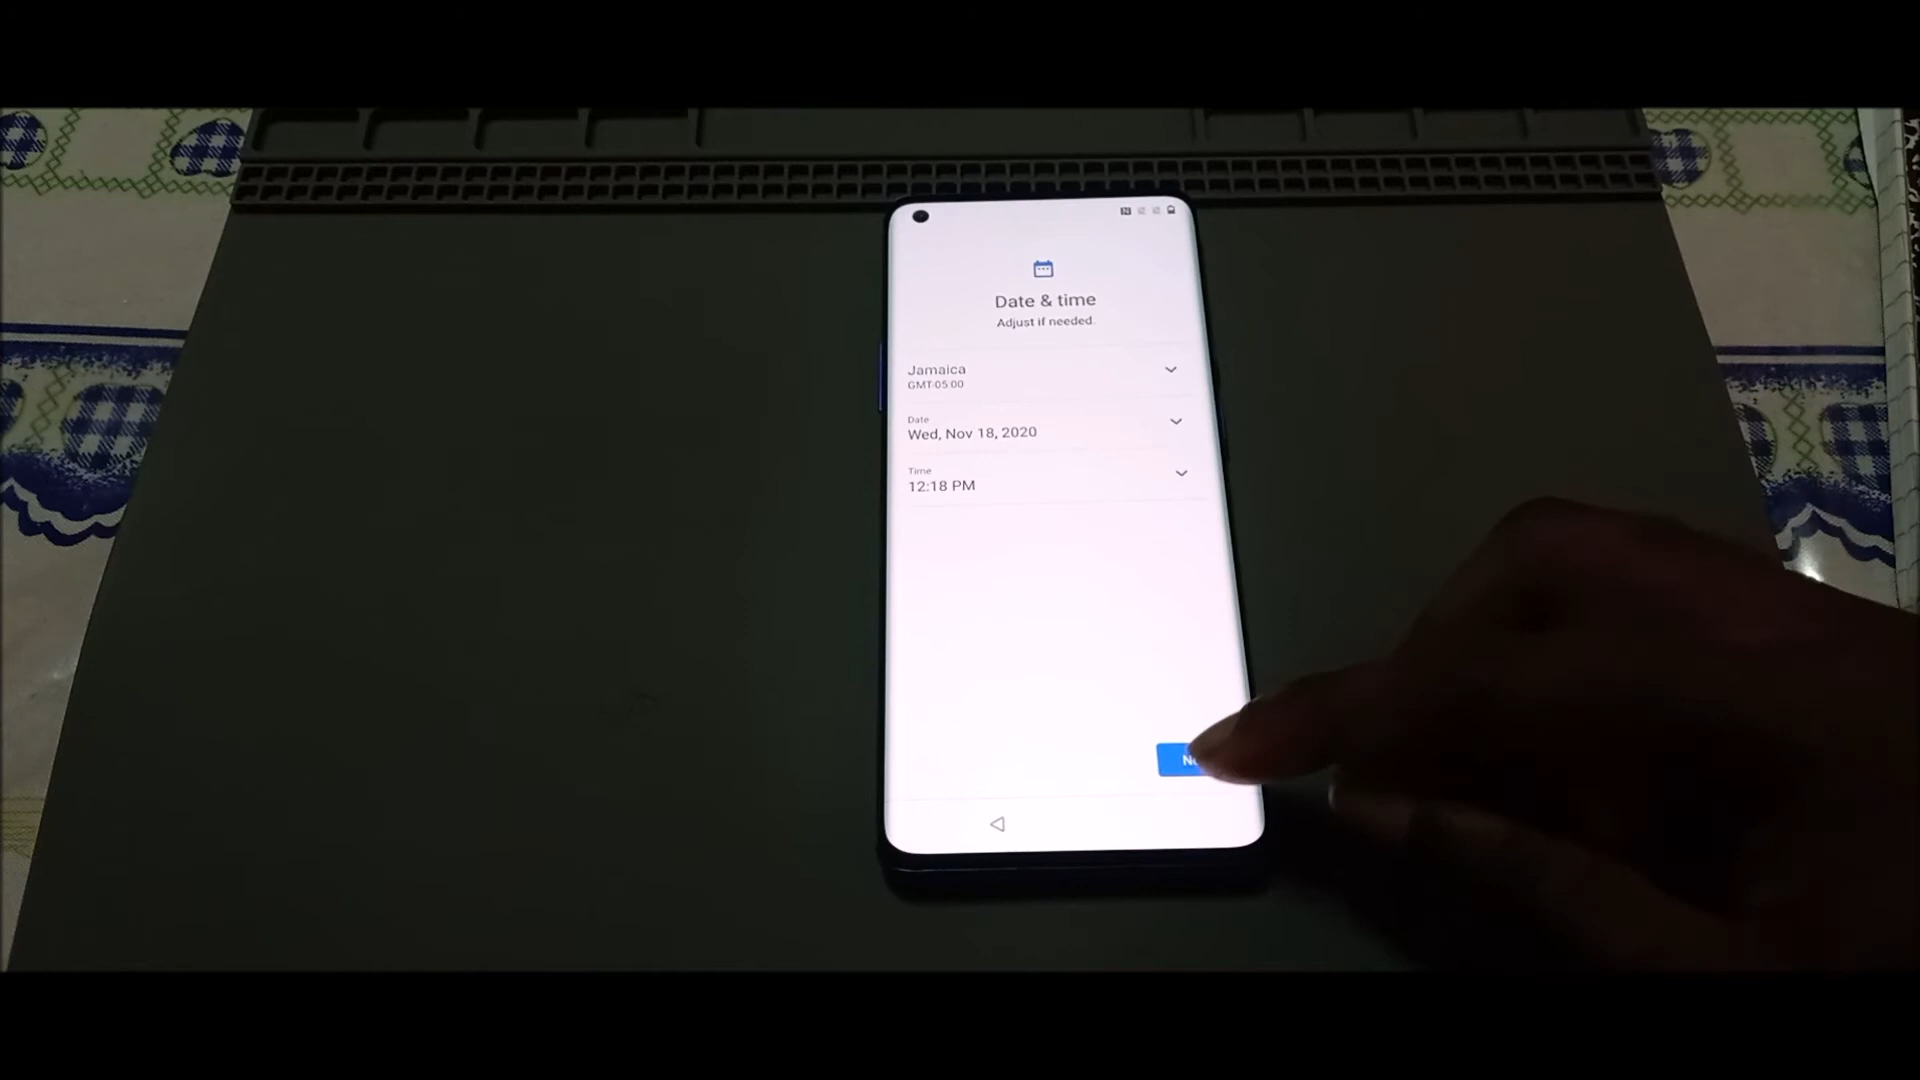 Date & time
Adjust if needed.
Jamaica
GMT-05:00
Date
Wed, Nov 18, 2020
Time
12:18 PM